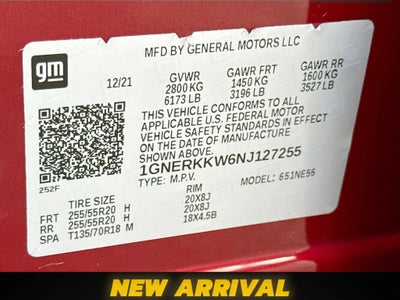 gm
MFD BY GENERAL MOTORS LLC
12/21 GVWR GAWR FRT GAWR RR
2800 KG 1450 KG 1600 KG
6173 LB 3196 LB 3527 LB
THIS VEHICLE CONFORMS TO ALL
APPLICABLE U.S. FEDERAL MOTOR
VEHICLE SAFETY STANDARDS IN EFFECT
ON THE DATE OF MANUFACTURE
SHOWN ABOVE.
1GNERKKW6NJ127255
TYPE: M.P.V. MODEL: 651NE56
252F
RIM
FRT 255/55R20 H 20X8J
RR 255/55R20 H 20X8J
SPA T135/70R18 M 18X4.5B
NEW ARRIVAL